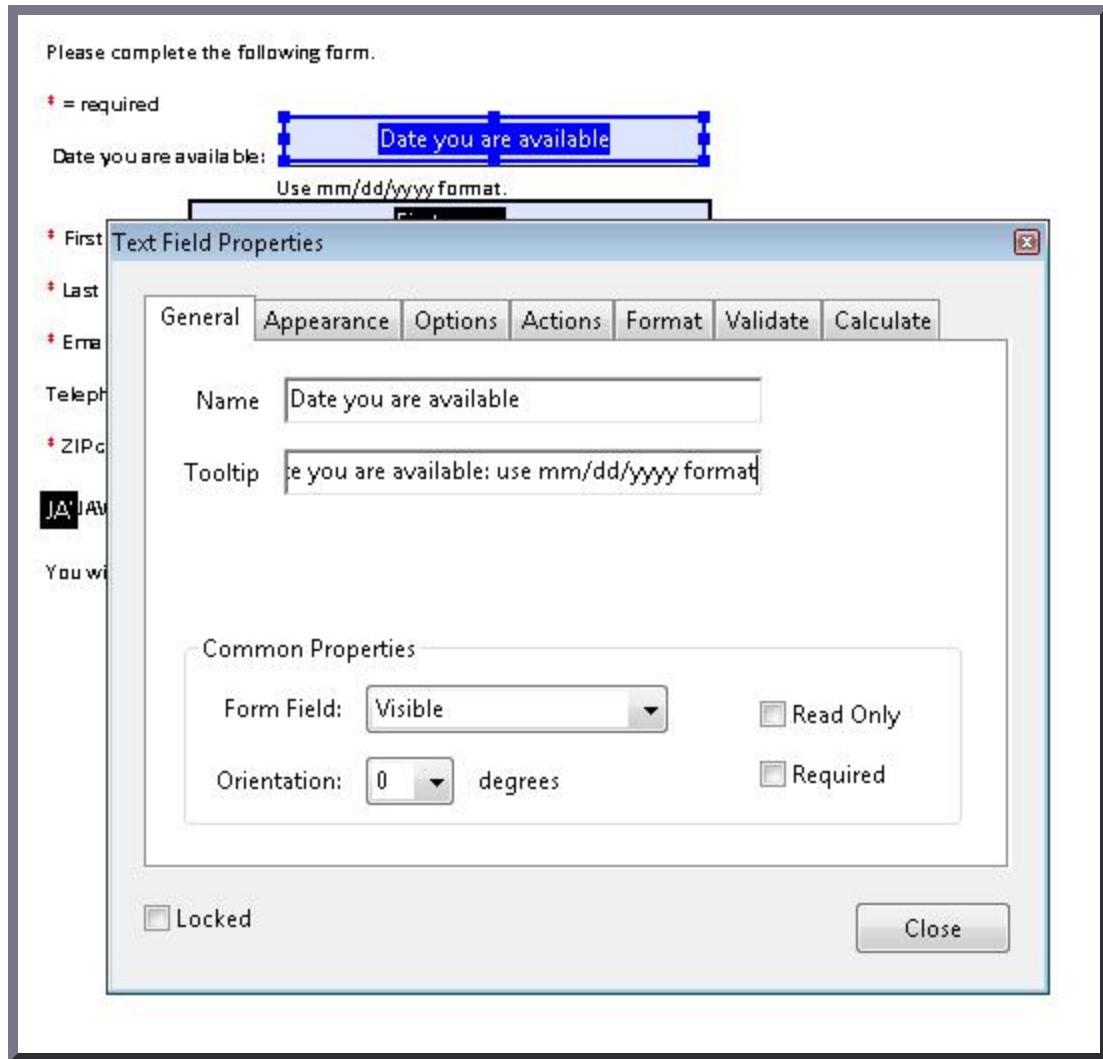 Please complete the following form.
* = required
Date you are available:
Date you are available
Use mm/dd/yyyy format.
* First
Text Field Properties
* Last
General Appearance Options Actions Format Validate Calculate
* Ema
Name Date you are available
Teleph
* ZIP c
Tooltip te you are available: use mm/dd/yyyy format
JA
You wi
Common Properties
Form Field: Visible
Read Only
Orientation: 0 degrees
Required
Locked
Close